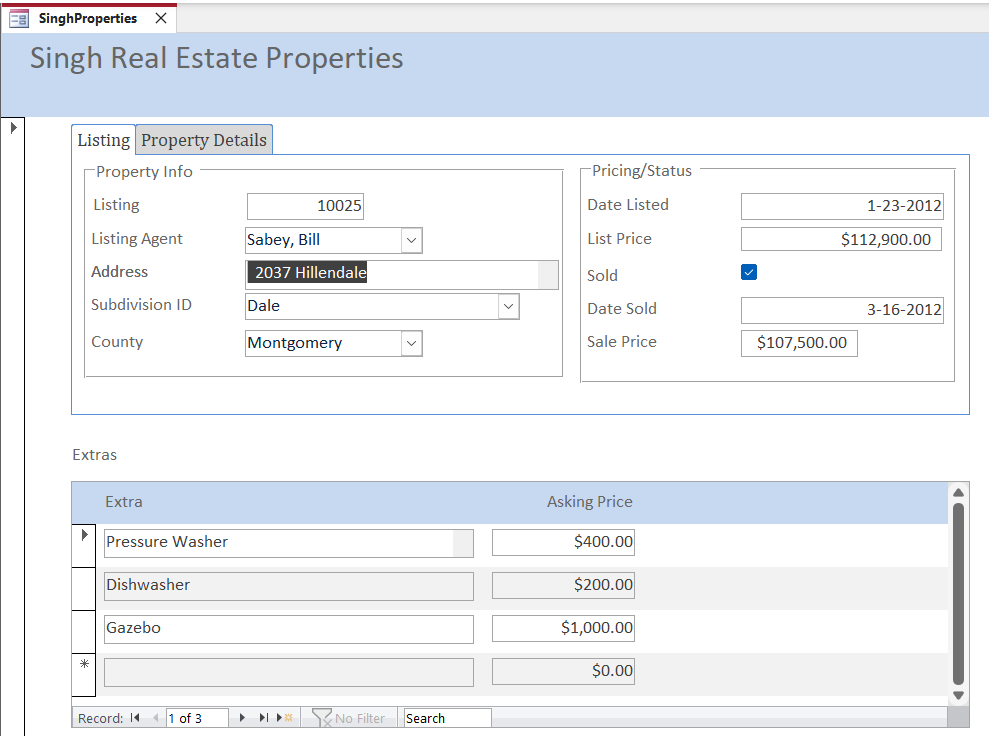 SinghProperties
Singh Real Estate Properties
Listing Property Details
Property Info
Listing 10025
Listing Agent Sabey, Bill
Address 2037 Hillendale
Subdivision ID Dale
County Montgomery
Pricing/Status
Date Listed 1-23-2012
List Price $112,900.00
Sold
Date Sold 3-16-2012
Sale Price $107,500.00
Extras
Extra Asking Price
Pressure Washer $400.00
Dishwasher $200.00
Gazebo $1,000.00
* $0.00
Record: 1 of 3 No Filter Search